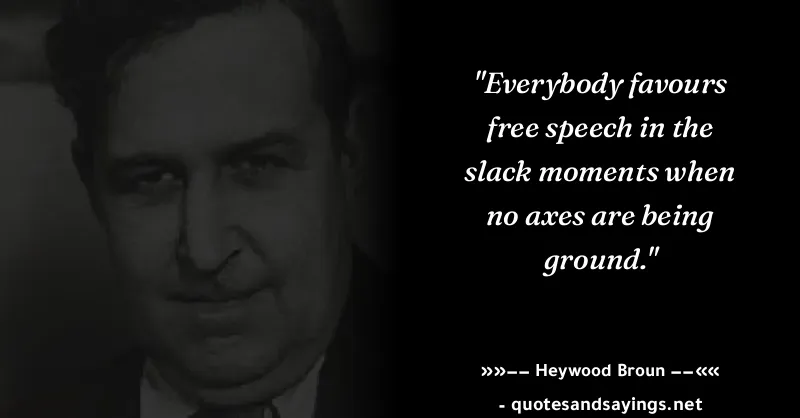 "Everybody favours
free speech in the
slack moments when
no axes are being
ground."
»»−− Heywood Broun −−««
- quotesandsayings.net